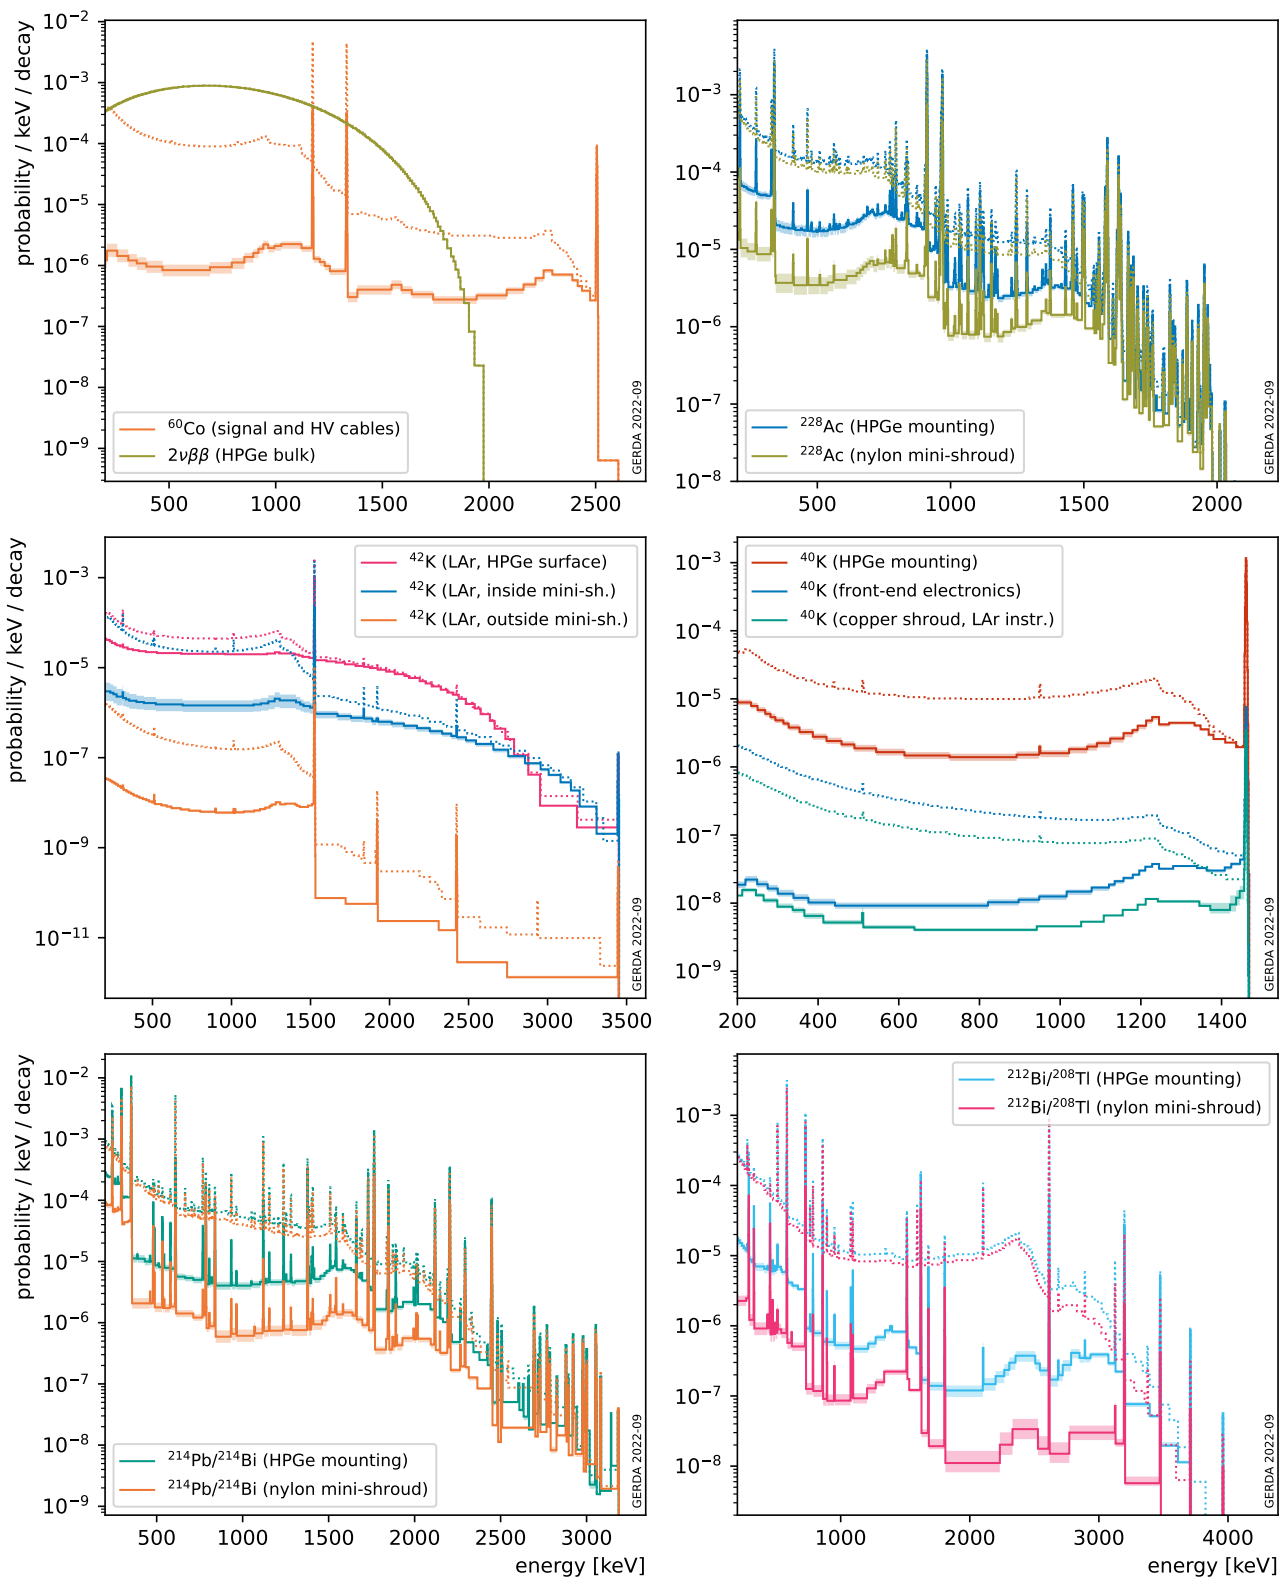 probability / keV / decay
10⁻²
10⁻³
10⁻⁴
10⁻⁵
10⁻⁶
10⁻⁷
10⁻⁸
10⁻⁹
⁶⁰Co (signal and HV cables)
2νββ (HPGe bulk)
GERDA 2022-09
500 1000 1500 2000 2500
10⁻³
10⁻⁴
10⁻⁵
10⁻⁶
10⁻⁷
10⁻⁸
²²⁸Ac (HPGe mounting)
²²⁸Ac (nylon mini-shroud)
GERDA 2022-09
500 1000 1500 2000
probability / keV / decay
10⁻³
10⁻⁵
10⁻⁷
10⁻⁹
10⁻¹¹
⁴²K (LAr, HPGe surface)
⁴²K (LAr, inside mini-sh.)
⁴²K (LAr, outside mini-sh.)
GERDA 2022-09
500 1000 1500 2000 2500 3000 3500
10⁻³
10⁻⁴
10⁻⁵
10⁻⁶
10⁻⁷
10⁻⁸
10⁻⁹
⁴⁰K (HPGe mounting)
⁴⁰K (front-end electronics)
⁴⁰K (copper shroud, LAr instr.)
GERDA 2022-09
200 400 600 800 1000 1200 1400
probability / keV / decay
10⁻²
10⁻³
10⁻⁴
10⁻⁵
10⁻⁶
10⁻⁷
10⁻⁸
10⁻⁹
²¹⁴Pb/²¹⁴Bi (HPGe mounting)
²¹⁴Pb/²¹⁴Bi (nylon mini-shroud)
GERDA 2022-09
500 1000 1500 2000 2500 3000
energy [keV]
10⁻³
10⁻⁴
10⁻⁵
10⁻⁶
10⁻⁷
10⁻⁸
²¹²Bi/²⁰⁸Tl (HPGe mounting)
²¹²Bi/²⁰⁸Tl (nylon mini-shroud)
GERDA 2022-09
1000 2000 3000 4000
energy [keV]